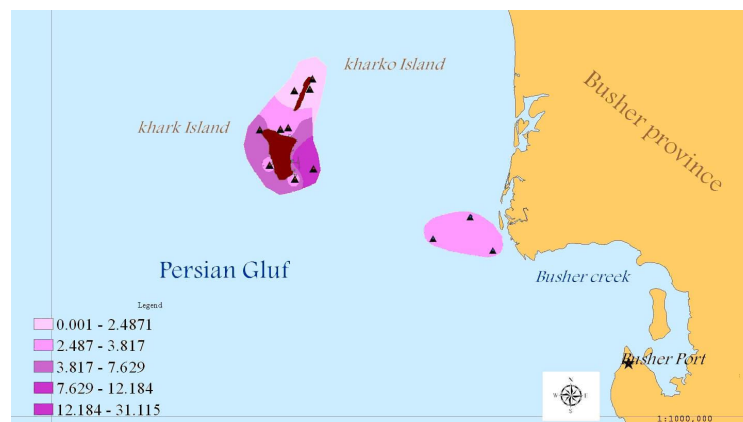 kharko Island
khark Island
Busher province
Persian Gluf
Busher creek
Legend
0.001 - 2.4871
2.487 - 3.817
3.817 - 7.629
7.629 - 12.184
12.184 - 31.115
Busher Port
N
W E
S
1:1000,000